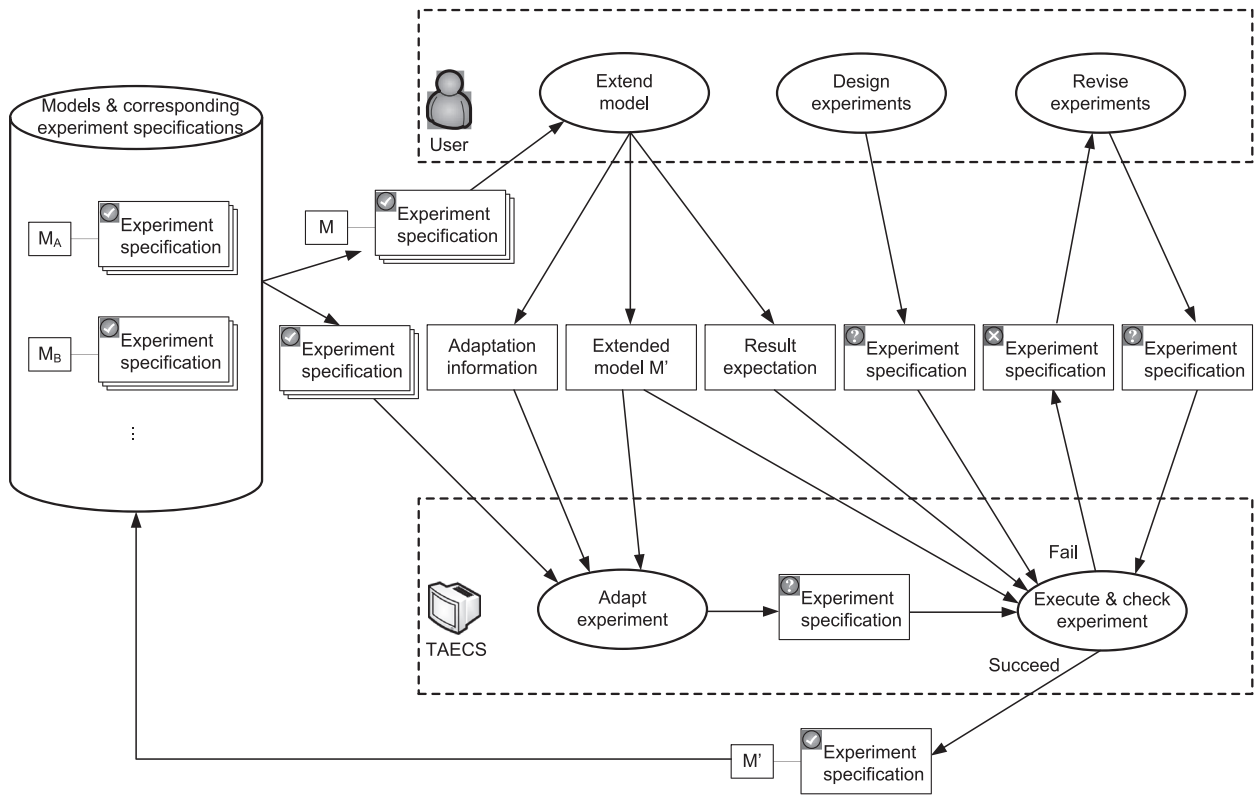 Extend
model
Design
experiments
Revise
experiments
User
Models & corresponding
experiment specifications
M_A
Experiment
specification
M_B
Experiment
specification
⋮
M
Experiment
specification
Experiment
specification
Adaptation
information
Extended
model M'
Result
expectation
?
Experiment
specification
Experiment
specification
?
Experiment
specification
Fail
Adapt
experiment
?
Experiment
specification
Execute & check
experiment
TAECS
Succeed
M'
Experiment
specification